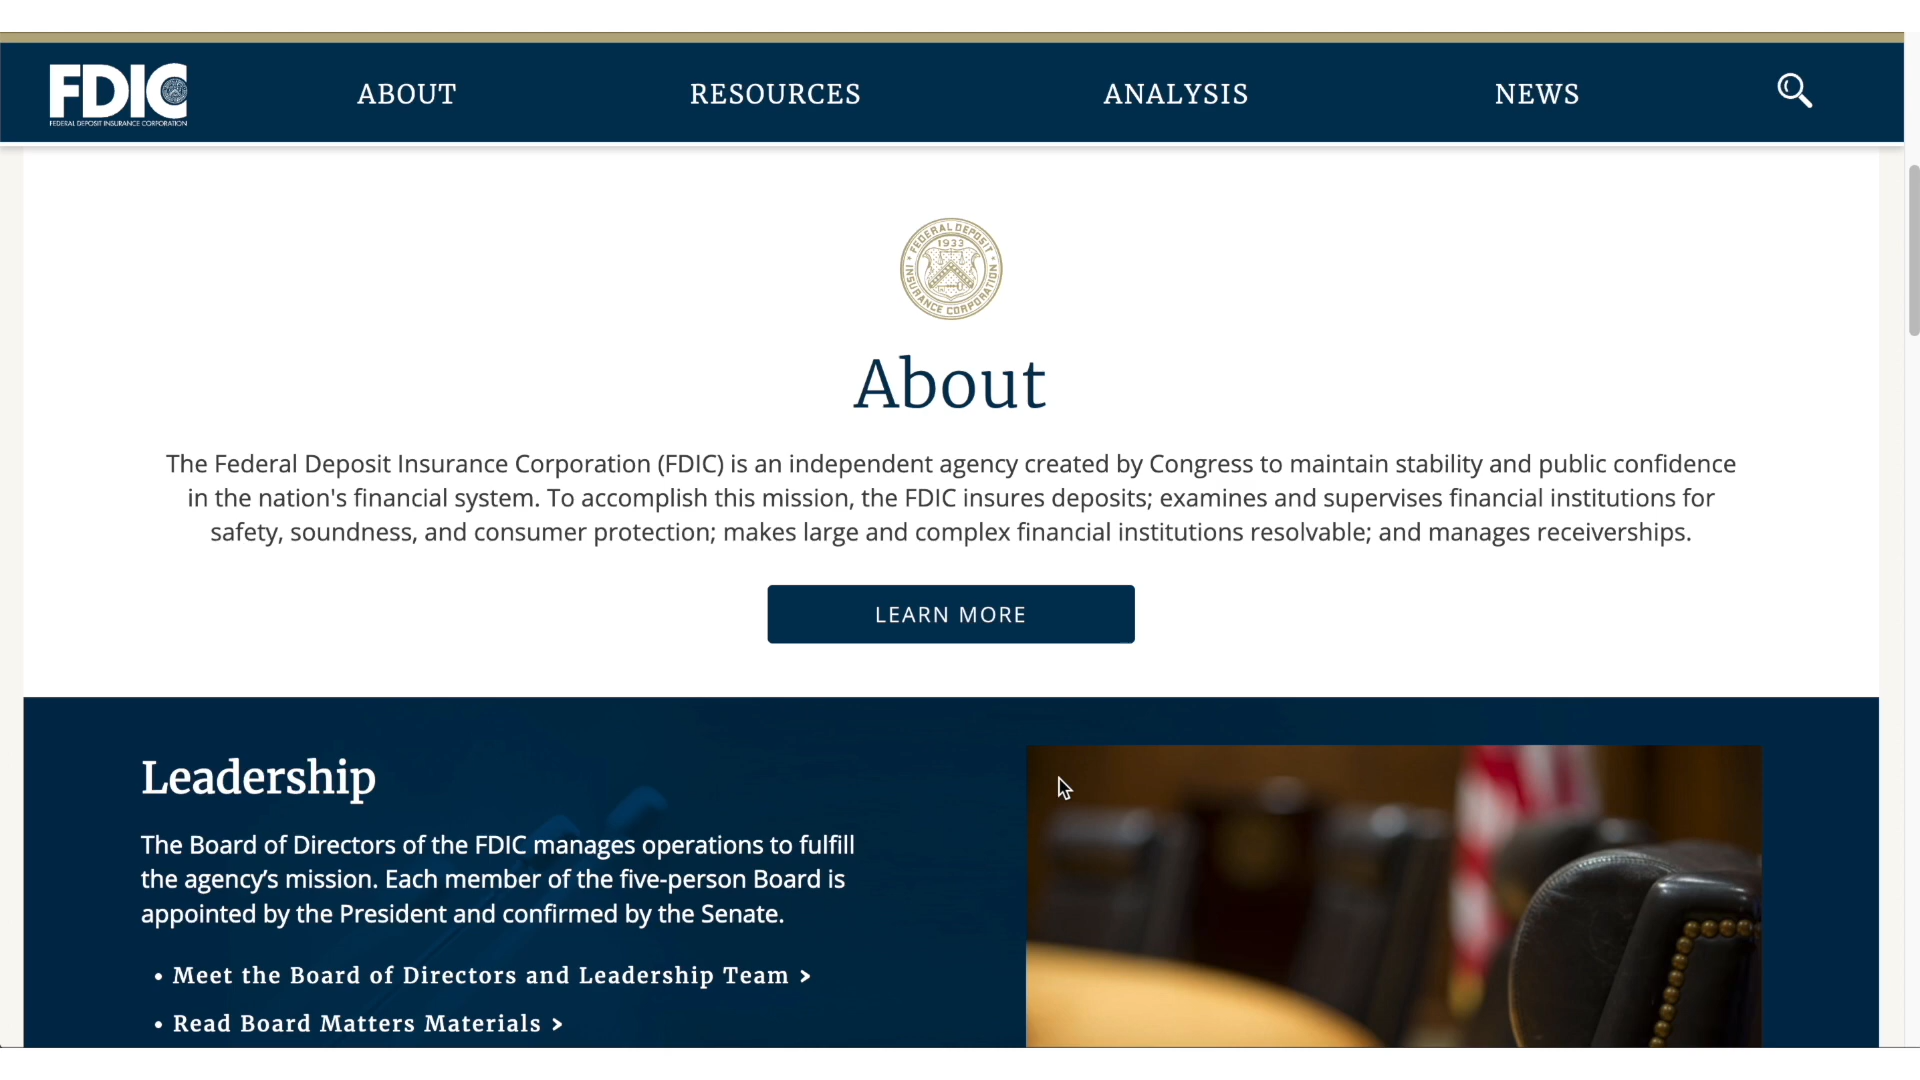 FDIC
FEDERAL DEPOSIT INSURANCE CORPORATION
ABOUT
RESOURCES
ANALYSIS
NEWS
FEDERAL DEPOSIT
1933
INSURANCE CORPORATION
About
The Federal Deposit Insurance Corporation (FDIC) is an independent agency created by Congress to maintain stability and public confidence
in the nation's financial system. To accomplish this mission, the FDIC insures deposits; examines and supervises financial institutions for
safety, soundness, and consumer protection; makes large and complex financial institutions resolvable; and manages receiverships.
LEARN MORE
Leadership
The Board of Directors of the FDIC manages operations to fulfill
the agency’s mission. Each member of the five-person Board is
appointed by the President and confirmed by the Senate.
• Meet the Board of Directors and Leadership Team >
• Read Board Matters Materials >